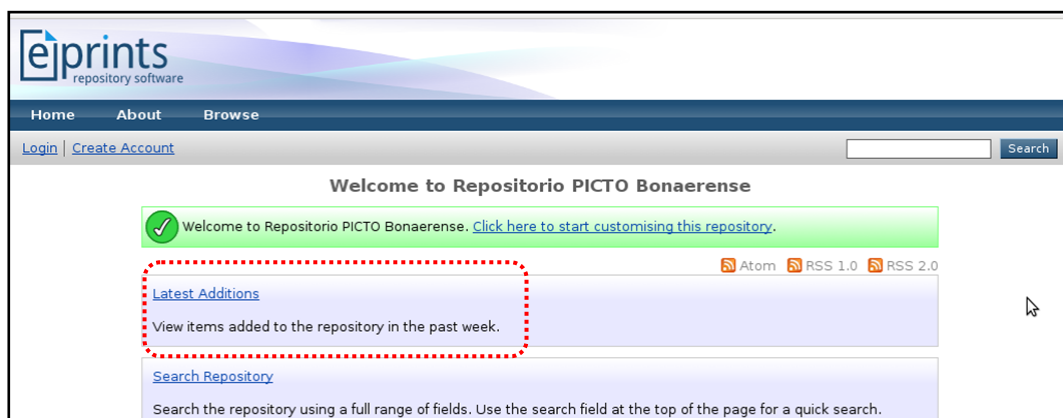 eprints
repository software
Home About Browse
Login | Create Account Search
Welcome to Repositorio PICTO Bonaerense
Welcome to Repositorio PICTO Bonaerense. Click here to start customising this repository.
Atom RSS 1.0 RSS 2.0
Latest Additions
View items added to the repository in the past week.
Search Repository
Search the repository using a full range of fields. Use the search field at the top of the page for a quick search.